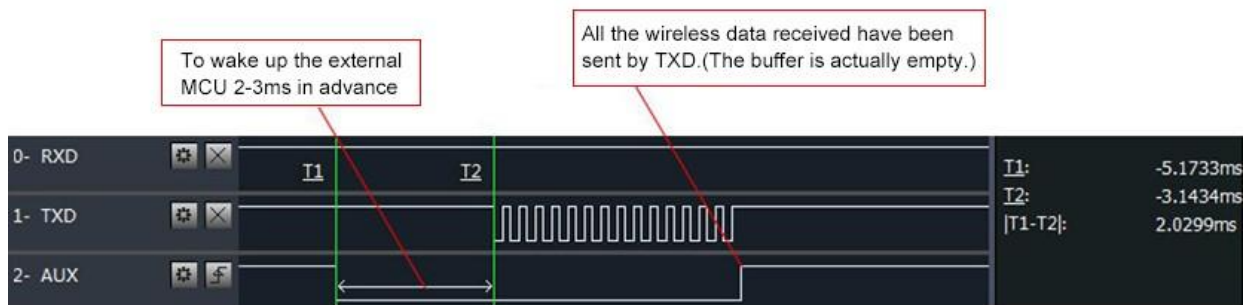 To wake up the external
MCU 2-3ms in advance
All the wireless data received have been
sent by TXD.(The buffer is actually empty.)
0- RXD
T1
T2
1- TXD
2- AUX
T1: -5.1733ms
T2: -3.1434ms
|T1-T2|: 2.0299ms